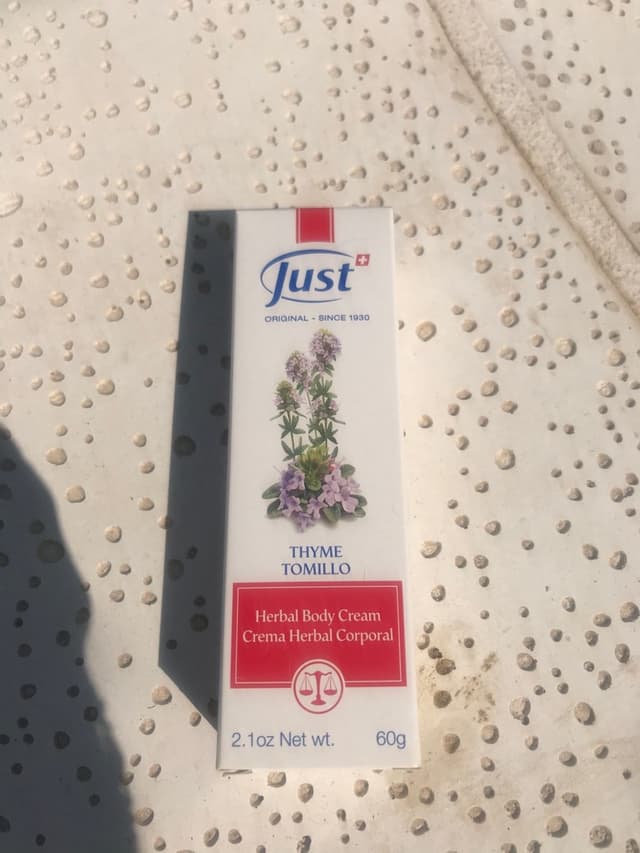 Just
ORIGINAL - SINCE 1930
THYME
TOMILLO
Herbal Body Cream
Crema Herbal Corporal
2.1oz Net wt. 60g